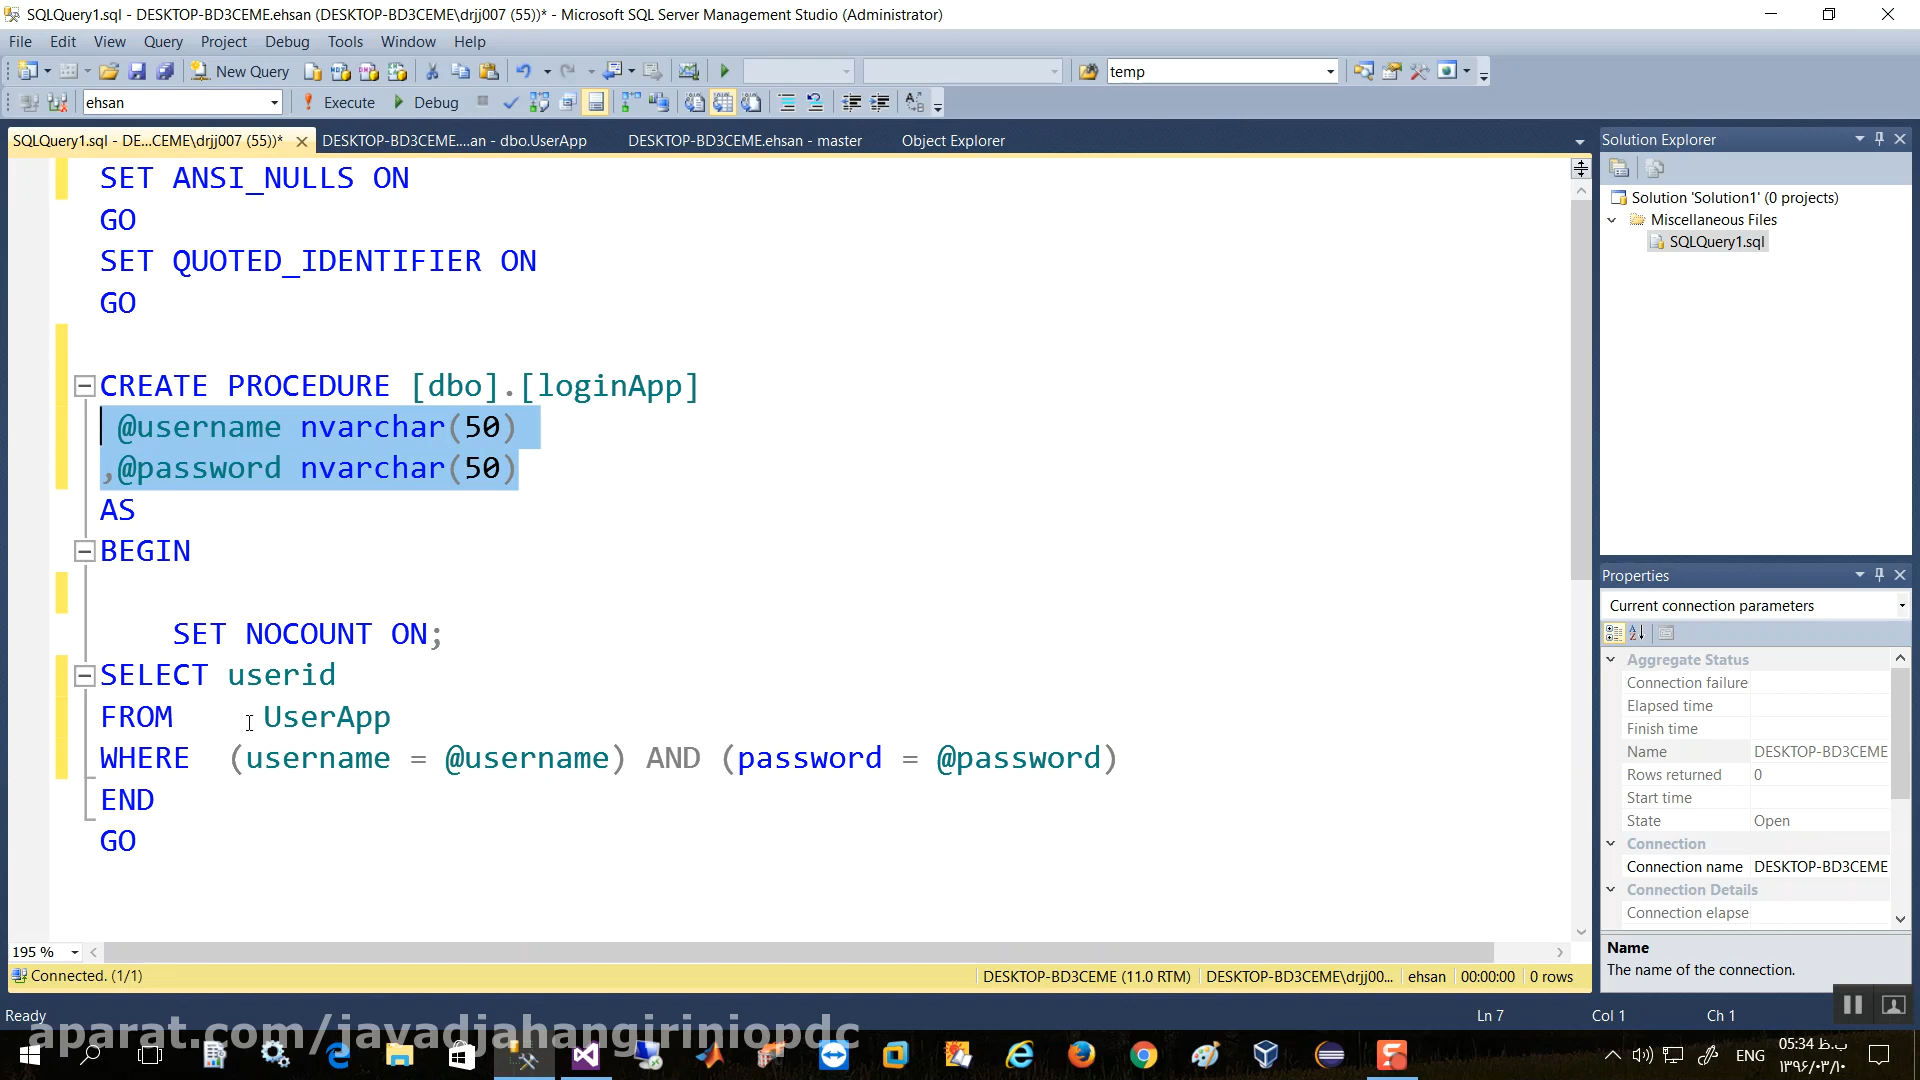 SQLQuery1.sql - DESKTOP-BD3CEME.ehsan (DESKTOP-BD3CEME\drjj007 (55))* - Microsoft SQL Server Management Studio (Administrator)
File Edit View Query Project Debug Tools Window Help
New Query
temp
ehsan
Execute
Debug
SQLQuery1.sql - DE...CEME\drjj007 (55))*
DESKTOP-BD3CEME....an - dbo.UserApp
DESKTOP-BD3CEME.ehsan - master
Object Explorer
SET ANSI_NULLS ON
GO
SET QUOTED_IDENTIFIER ON
GO
CREATE PROCEDURE [dbo].[loginApp]
@username nvarchar(50)
,@password nvarchar(50)
AS
BEGIN
SET NOCOUNT ON;
SELECT userid
FROM UserApp
WHERE (username = @username) AND (password = @password)
END
GO
195 %
Connected. (1/1)
DESKTOP-BD3CEME (11.0 RTM)
DESKTOP-BD3CEME\drjj00...
ehsan
00:00:00
0 rows
Solution Explorer
Solution 'Solution1' (0 projects)
Miscellaneous Files
SQLQuery1.sql
Properties
Current connection parameters
Aggregate Status
Connection failure
Elapsed time
Finish time
Name DESKTOP-BD3CEME
Rows returned 0
Start time
State Open
Connection
Connection name DESKTOP-BD3CEME
Connection Details
Connection elapse
Name
The name of the connection.
Ready
Ln 7
Col 1
Ch 1
aparat.com/javadjahangiriniopdc
ENG
05:34 ب.ظ
۱۳۹۶/۰۳/۱۰